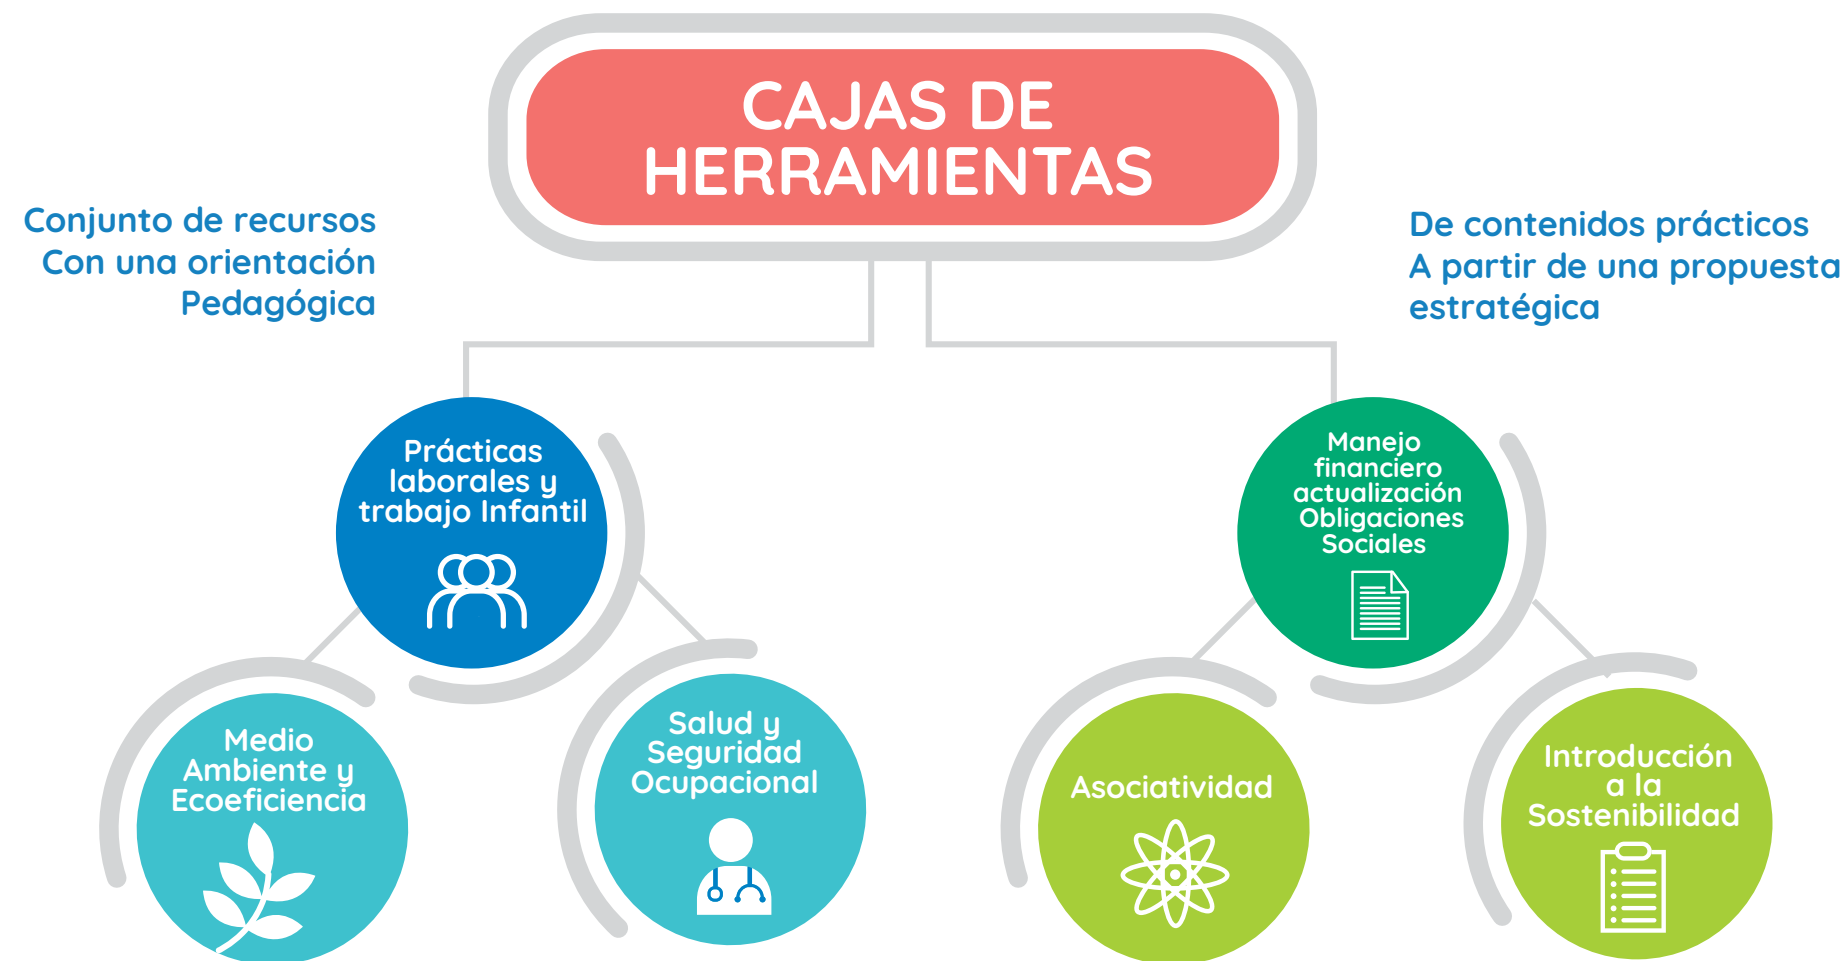 CAJAS DE
HERRAMIENTAS
Conjunto de recursos
Con una orientación
Pedagógica
De contenidos prácticos
A partir de una propuesta
estratégica
Prácticas
laborales y
trabajo Infantil
Manejo
financiero
actualización
Obligaciones
Sociales
Medio
Ambiente y
Ecoeficiencia
Salud y
Seguridad
Ocupacional
Asociatividad
Introducción
a la
Sostenibilidad